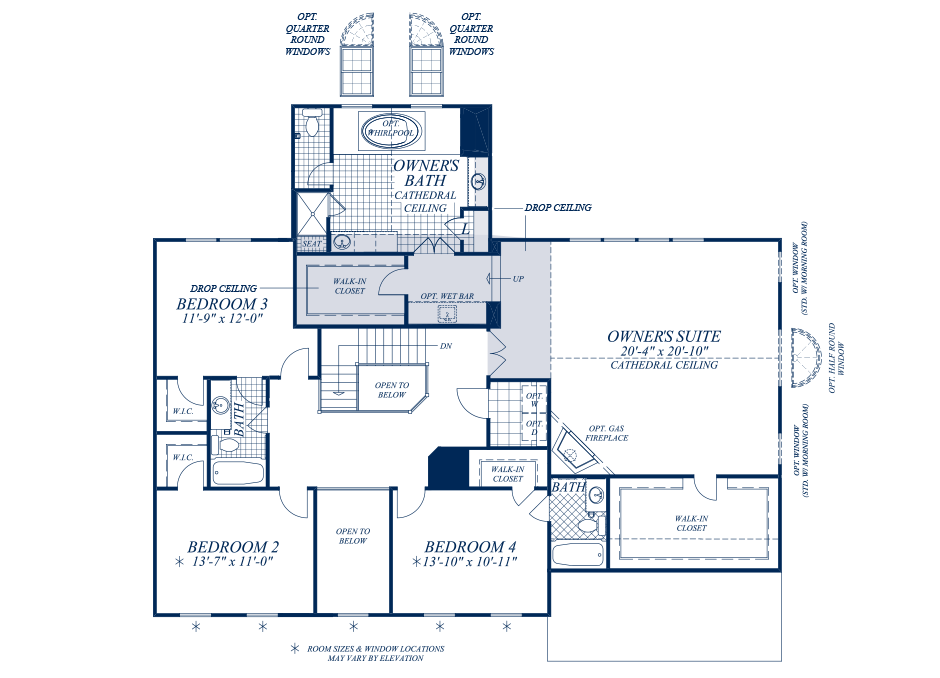 OPT.
QUARTER
ROUND
WINDOWS
OPT.
QUARTER
ROUND
WINDOWS
OPT.
WHIRLPOOL
OWNER'S
BATH
CATHEDRAL
CEILING
L
SEAT
DROP CEILING
DROP CEILING
WALK-IN
CLOSET
OPT. WET BAR
UP
BEDROOM 3
11'-9" x 12'-0"
DN
OPEN TO
BELOW
OWNER'S SUITE
20'-4" x 20'-10"
CATHEDRAL CEILING
OPT. WINDOW
(STD. W/ MORNING ROOM)
OPT. HALF ROUND
WINDOW
OPT. WINDOW
(STD. W/ MORNING ROOM)
W.I.C.
BATH
W.I.C.
OPT.
W
OPT.
D
OPT. GAS
FIREPLACE
WALK-IN
CLOSET
BATH
WALK-IN
CLOSET
BEDROOM 2
* 13'-7" x 11'-0"
OPEN TO
BELOW
BEDROOM 4
* 13'-10" x 10'-11"
* * * * *
* ROOM SIZES & WINDOW LOCATIONS
MAY VARY BY ELEVATION